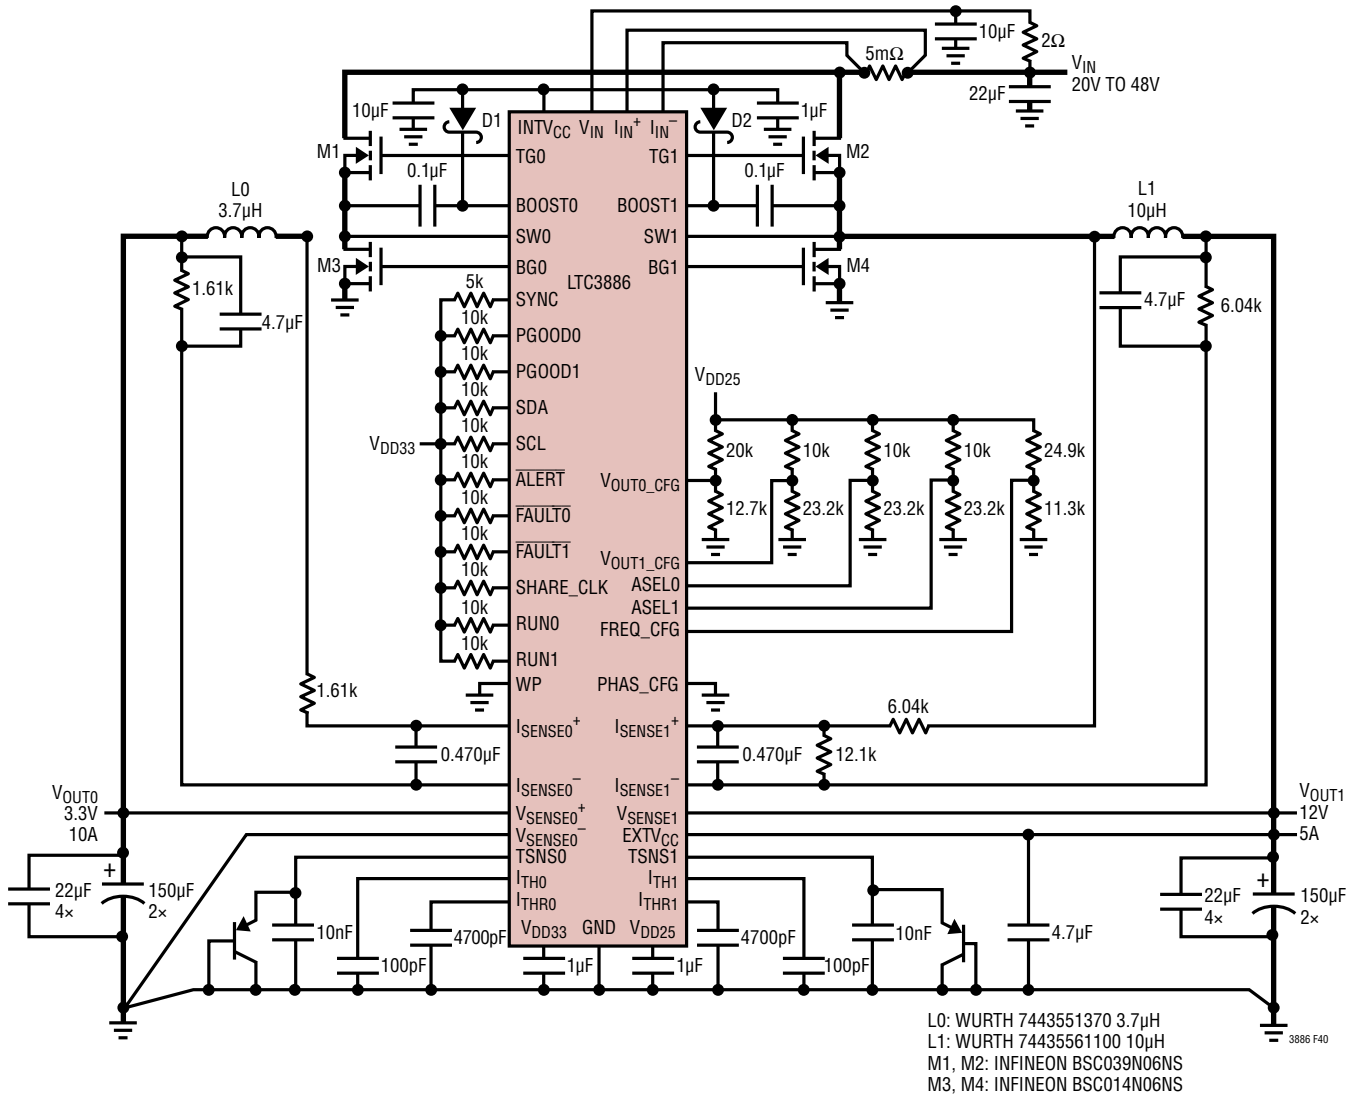 10µF
2Ω
5mΩ
V_IN
20V TO 48V
22µF
10µF
D1
D2
1µF
INTV_CC V_IN I_IN^+ I_IN^–
M1
TG0
TG1
M2
0.1µF
0.1µF
L0
3.7µH
L1
10µH
BOOST0
BOOST1
SW0
SW1
M3
BG0
BG1
M4
LTC3886
1.61k
4.7µF
4.7µF
6.04k
5k
SYNC
10k
PGOOD0
10k
PGOOD1
10k
SDA
10k
V_DD33
SCL
10k
ALERT
10k
FAULT0
10k
FAULT1
10k
SHARE_CLK
10k
RUN0
10k
RUN1
WP
V_DD25
20k
10k
10k
10k
24.9k
V_OUT0_CFG
12.7k
23.2k
23.2k
23.2k
11.3k
V_OUT1_CFG
ASEL0
ASEL1
FREQ_CFG
PHAS_CFG
1.61k
6.04k
I_SENSE0^+
I_SENSE1^+
0.470µF
0.470µF
12.1k
I_SENSE0^–
I_SENSE1^–
V_OUT0
3.3V
10A
V_SENSE0^+
V_SENSE1
V_OUT1
12V
5A
V_SENSE0^–
EXTV_CC
TSNS0
TSNS1
I_TH0
I_TH1
I_THR0
I_THR1
V_DD33 GND V_DD25
+
22µF
4×
150µF
2×
10nF
4700pF
100pF
1µF
1µF
4700pF
100pF
10nF
4.7µF
+
22µF
4×
150µF
2×
L0: WURTH 7443551370 3.7µH
L1: WURTH 74435561100 10µH
M1, M2: INFINEON BSC039N06NS
M3, M4: INFINEON BSC014N06NS
3886 F40